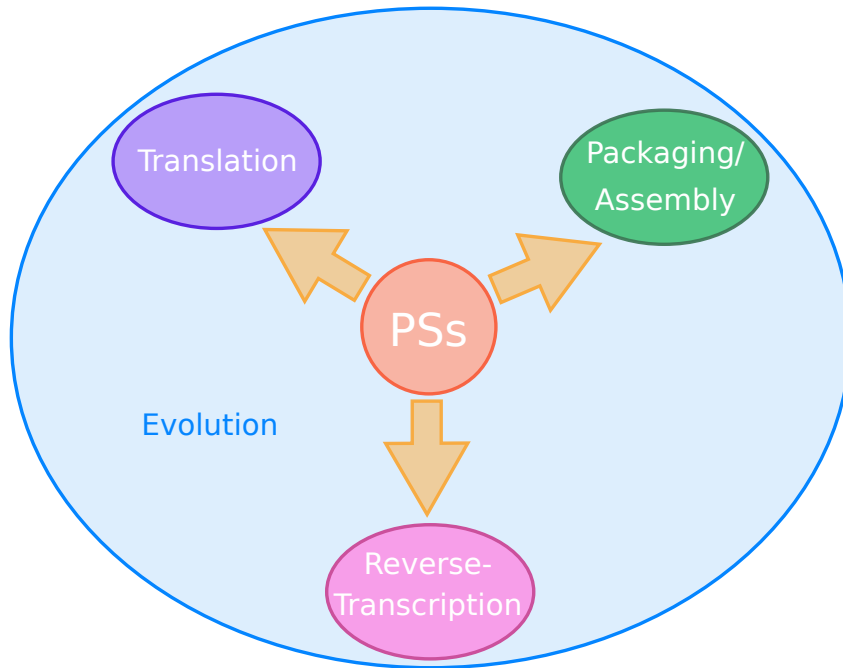 Translation
Packaging/
Assembly
PSs
Evolution
Reverse-
Transcription